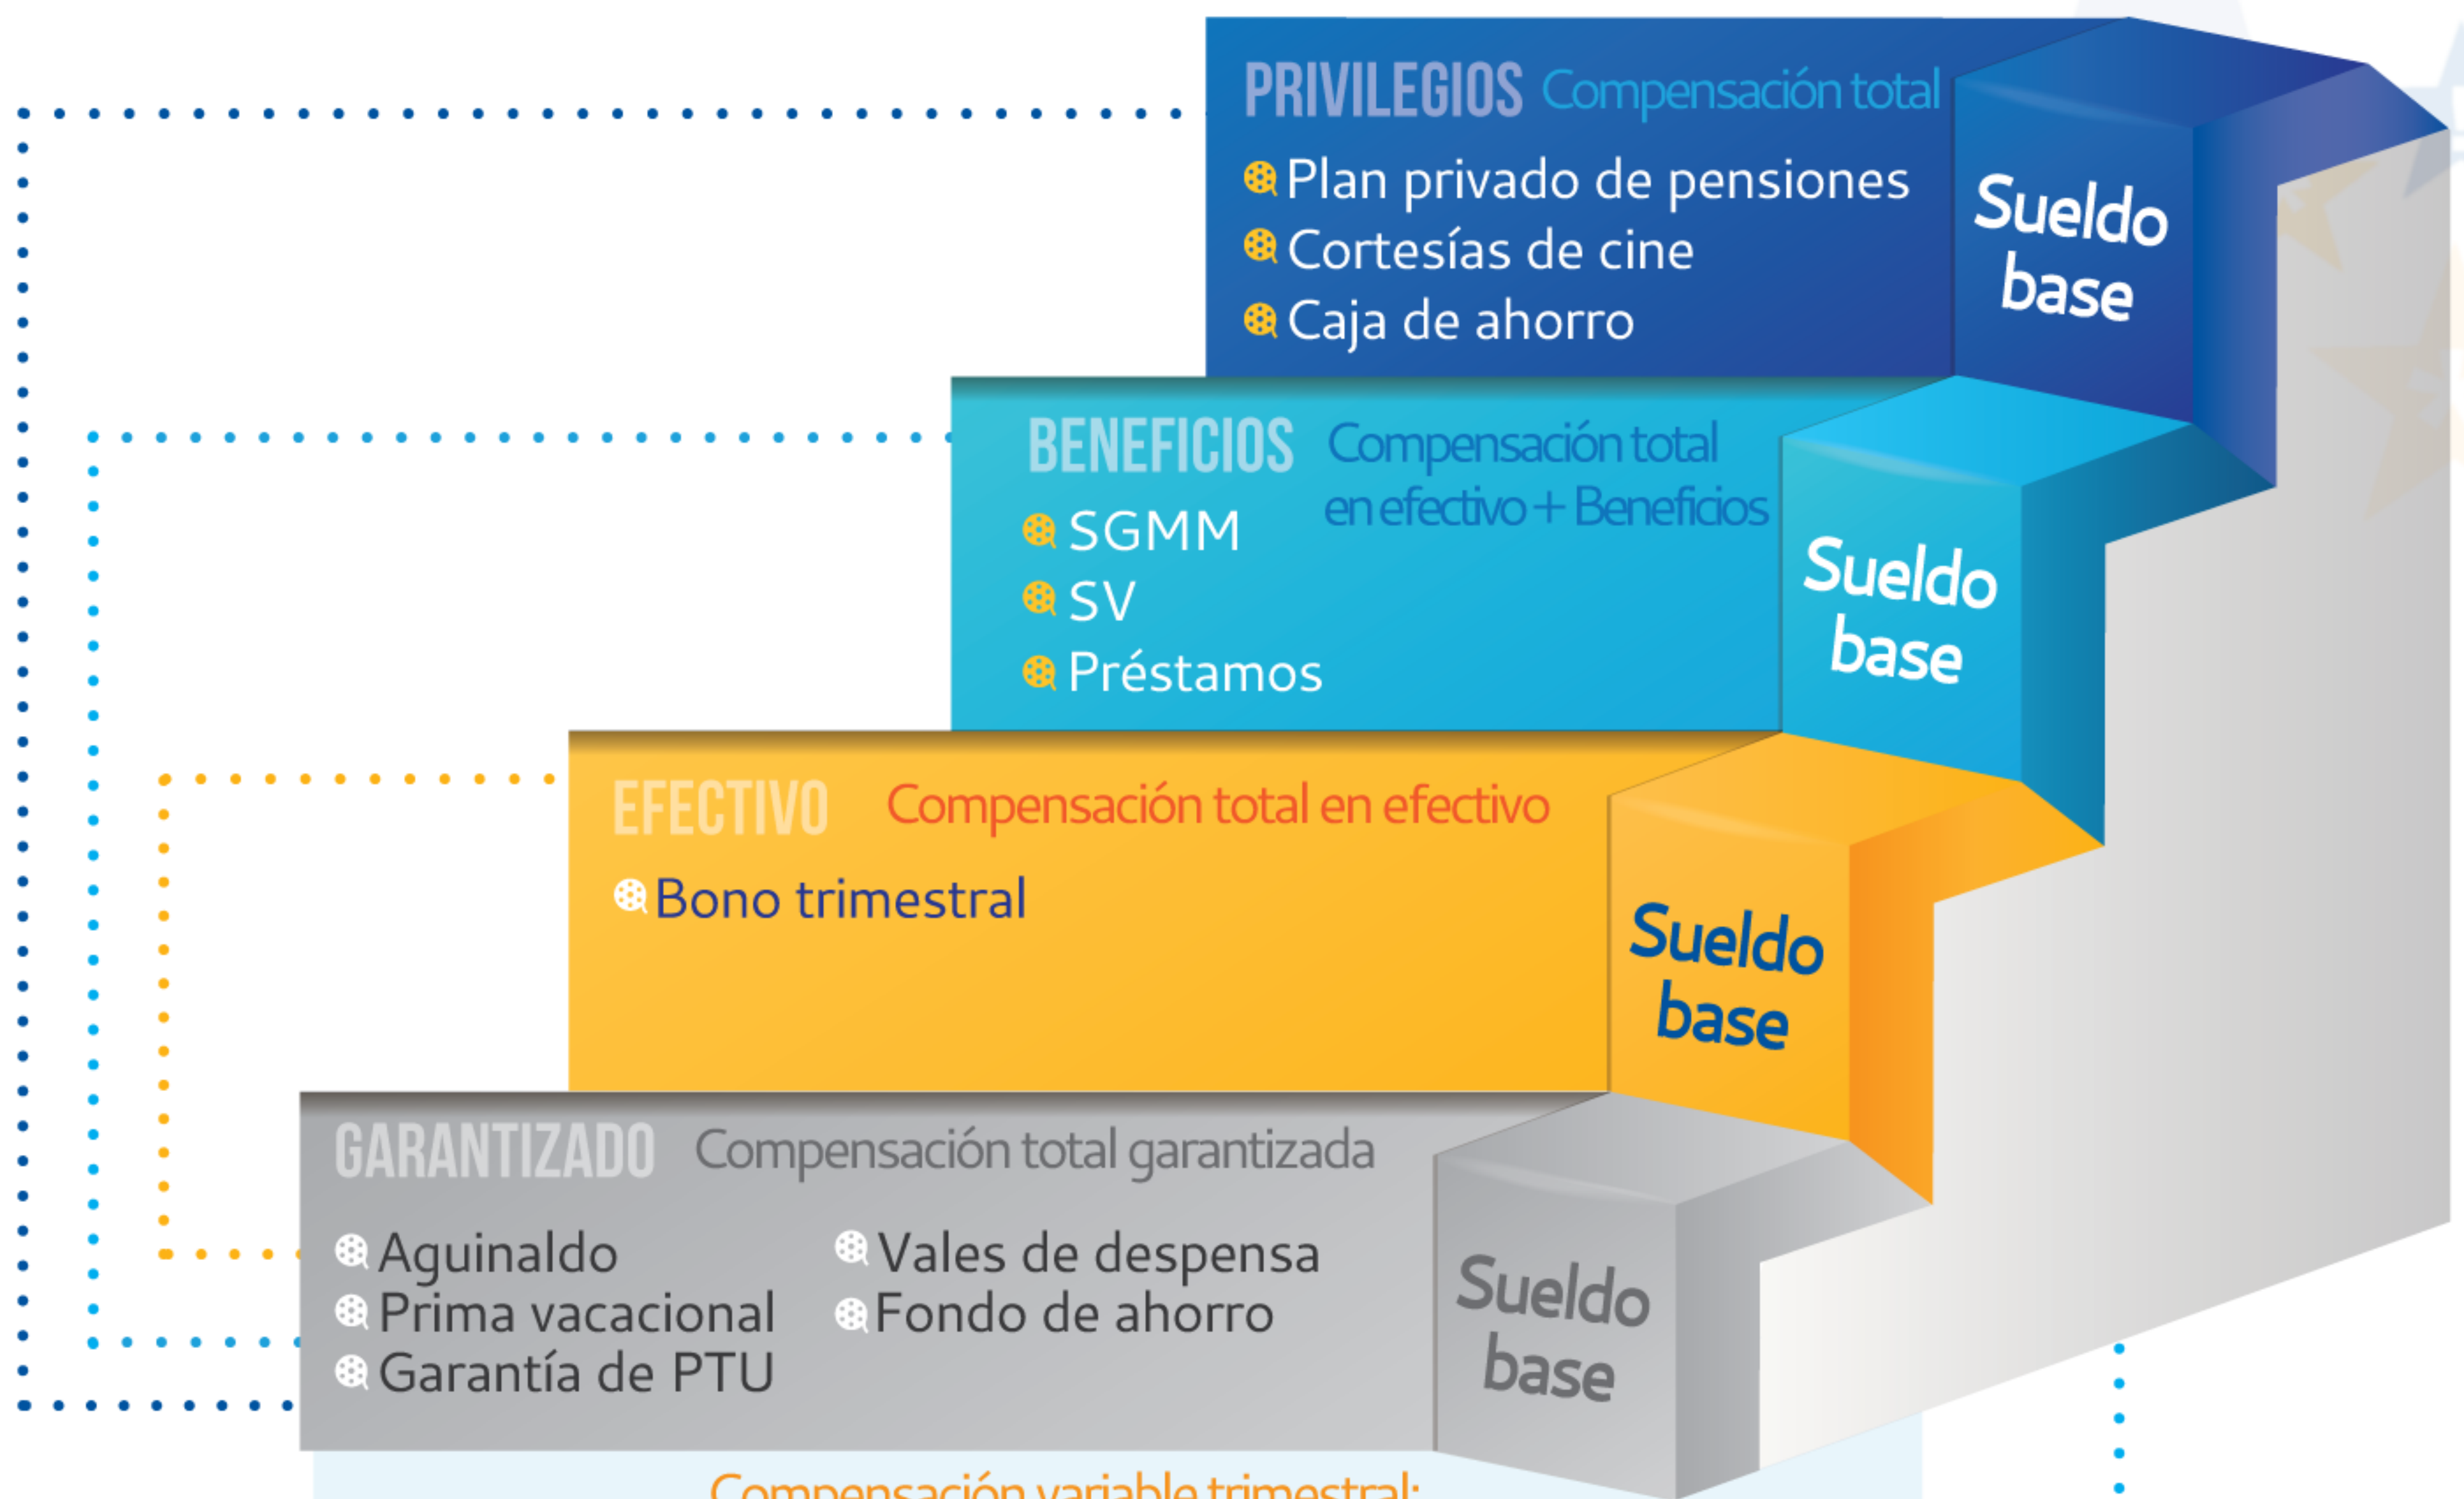 PRIVILEGIOS Compensación total
Plan privado de pensiones
Cortesías de cine
Caja de ahorro
Sueldo
base
BENEFICIOS Compensación total
en efectivo + Beneficios
SGMM
SV
Préstamos
Sueldo
base
EFECTIVO Compensación total en efectivo
Bono trimestral
Sueldo
base
GARANTIZADO Compensación total garantizada
Aguinaldo
Prima vacacional
Garantía de PTU
Vales de despensa
Fondo de ahorro
Sueldo
base
Compensación variable trimestral: